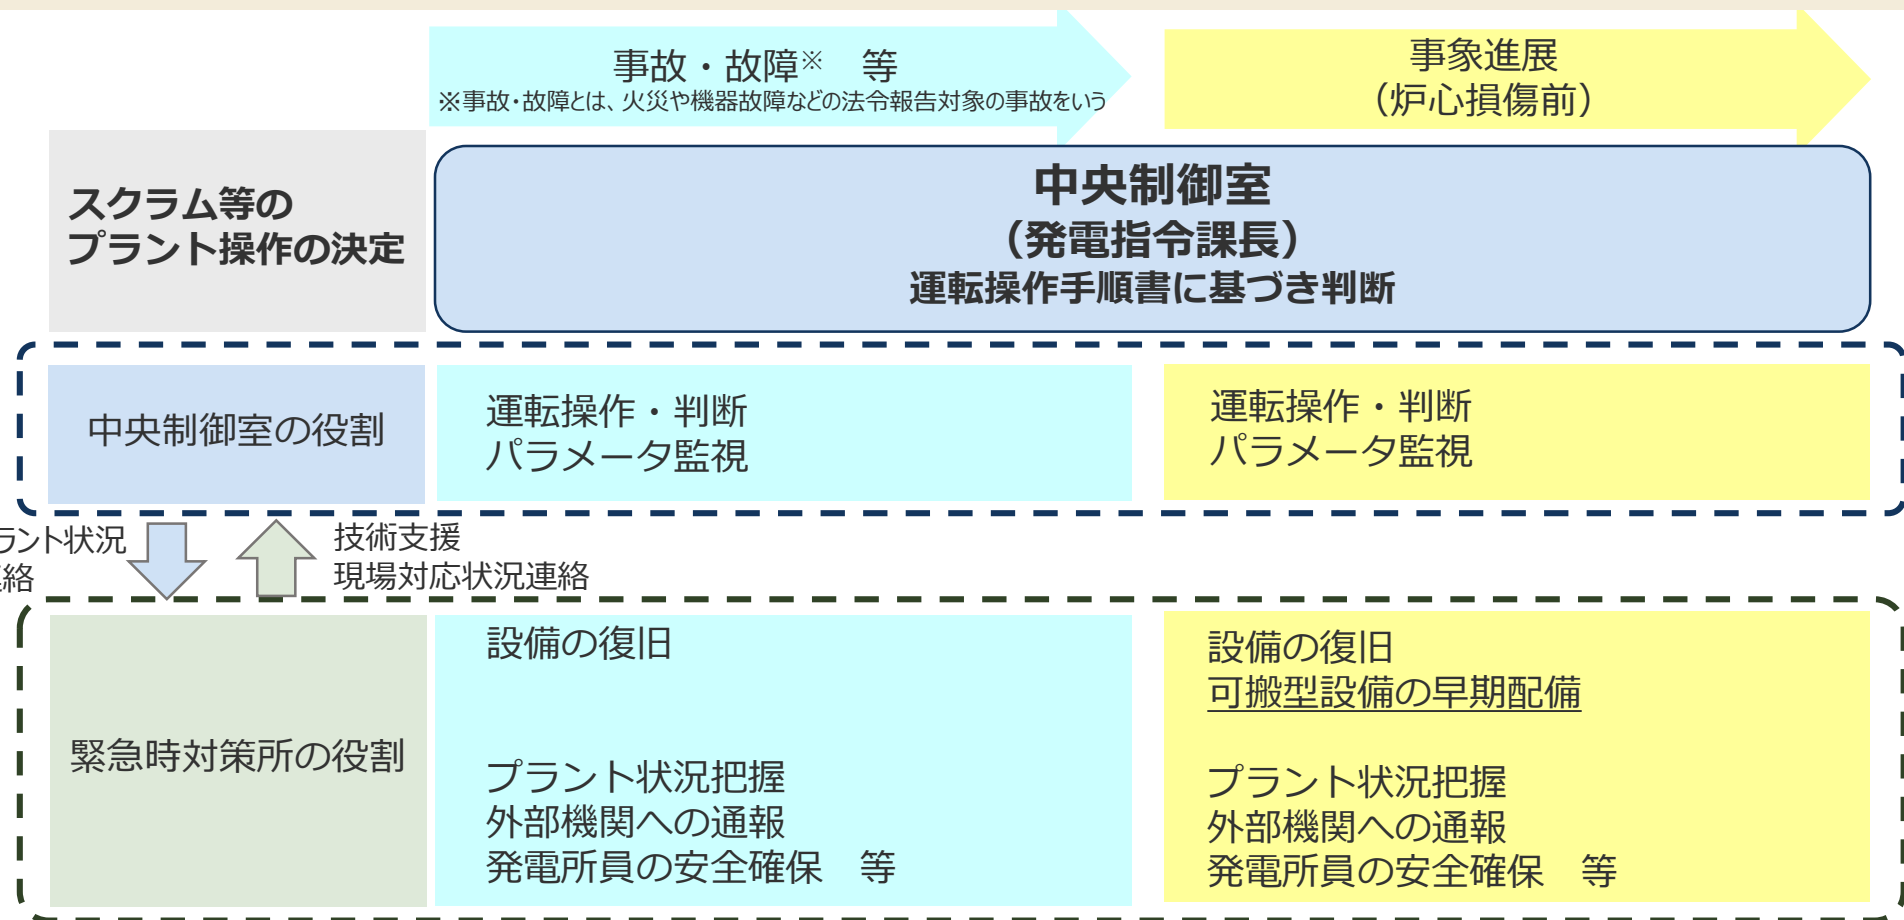 事故・故障※　等
※事故・故障とは、火災や機器故障などの法令報告対象の事故をいう
事象進展
（炉心損傷前）
スクラム等の
プラント操作の決定
中央制御室
（発電指令課長）
運転操作手順書に基づき判断
中央制御室の役割
運転操作・判断
パラメータ監視
運転操作・判断
パラメータ監視
ラント状況
絡
技術支援
現場対応状況連絡
緊急時対策所の役割
設備の復旧
プラント状況把握
外部機関への通報
発電所員の安全確保　等
設備の復旧
可搬型設備の早期配備
プラント状況把握
外部機関への通報
発電所員の安全確保　等